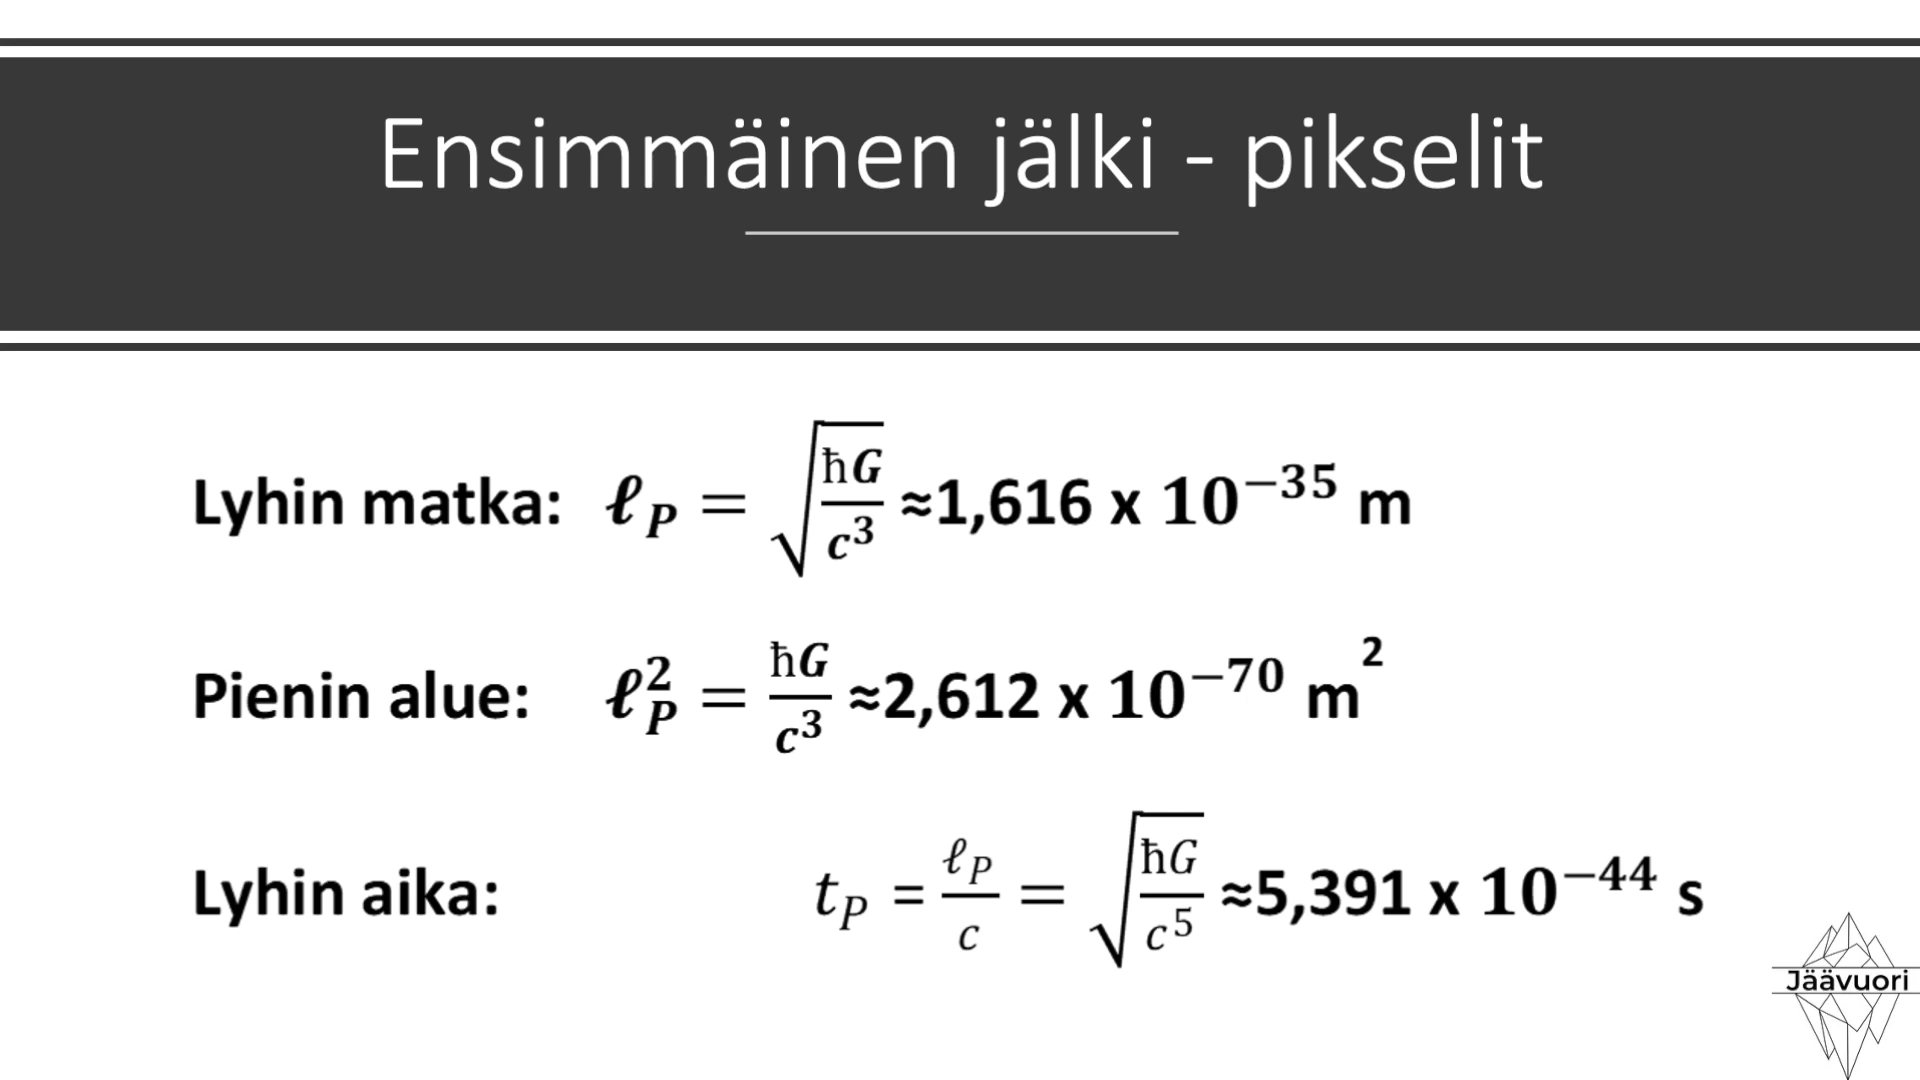 Ensimmäinen jälki - pikselit
Lyhin matka: ℓ_P = √(ħG/c³) ≈1,616 x 10⁻³⁵ m
Pienin alue: ℓ_P² = ħG/c³ ≈2,612 x 10⁻⁷⁰ m²
Lyhin aika: t_P = ℓ_P/c = √(ħG/c⁵) ≈5,391 x 10⁻⁴⁴ s
Jäävuori